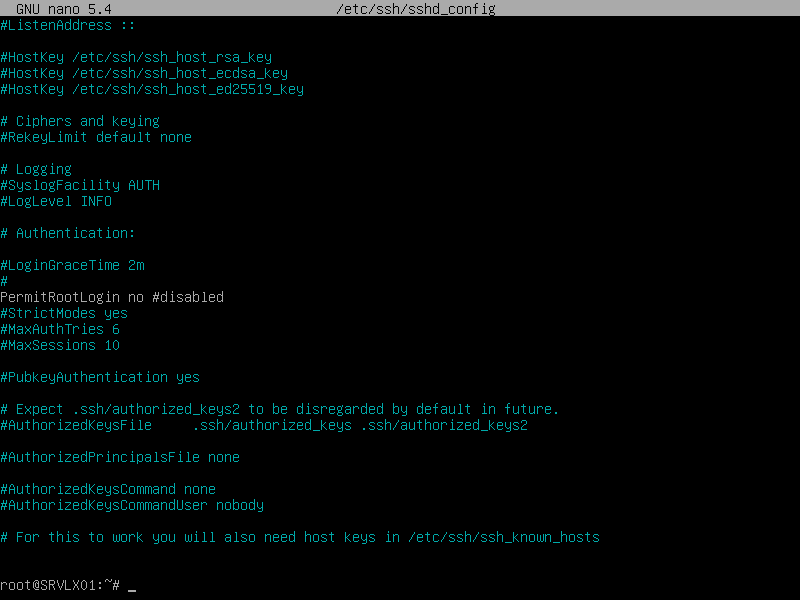 GNU nano 5.4 /etc/ssh/sshd_config
#ListenAddress ::
#HostKey /etc/ssh/ssh_host_rsa_key
#HostKey /etc/ssh/ssh_host_ecdsa_key
#HostKey /etc/ssh/ssh_host_ed25519_key
# Ciphers and keying
#RekeyLimit default none
# Logging
#SyslogFacility AUTH
#LogLevel INFO
# Authentication:
#LoginGraceTime 2m
#
PermitRootLogin no #disabled
#StrictModes yes
#MaxAuthTries 6
#MaxSessions 10
#PubkeyAuthentication yes
# Expect .ssh/authorized_keys2 to be disregarded by default in future.
#AuthorizedKeysFile .ssh/authorized_keys .ssh/authorized_keys2
#AuthorizedPrincipalsFile none
#AuthorizedKeysCommand none
#AuthorizedKeysCommandUser nobody
# For this to work you will also need host keys in /etc/ssh/ssh_known_hosts
root@SRVLX01:~# _